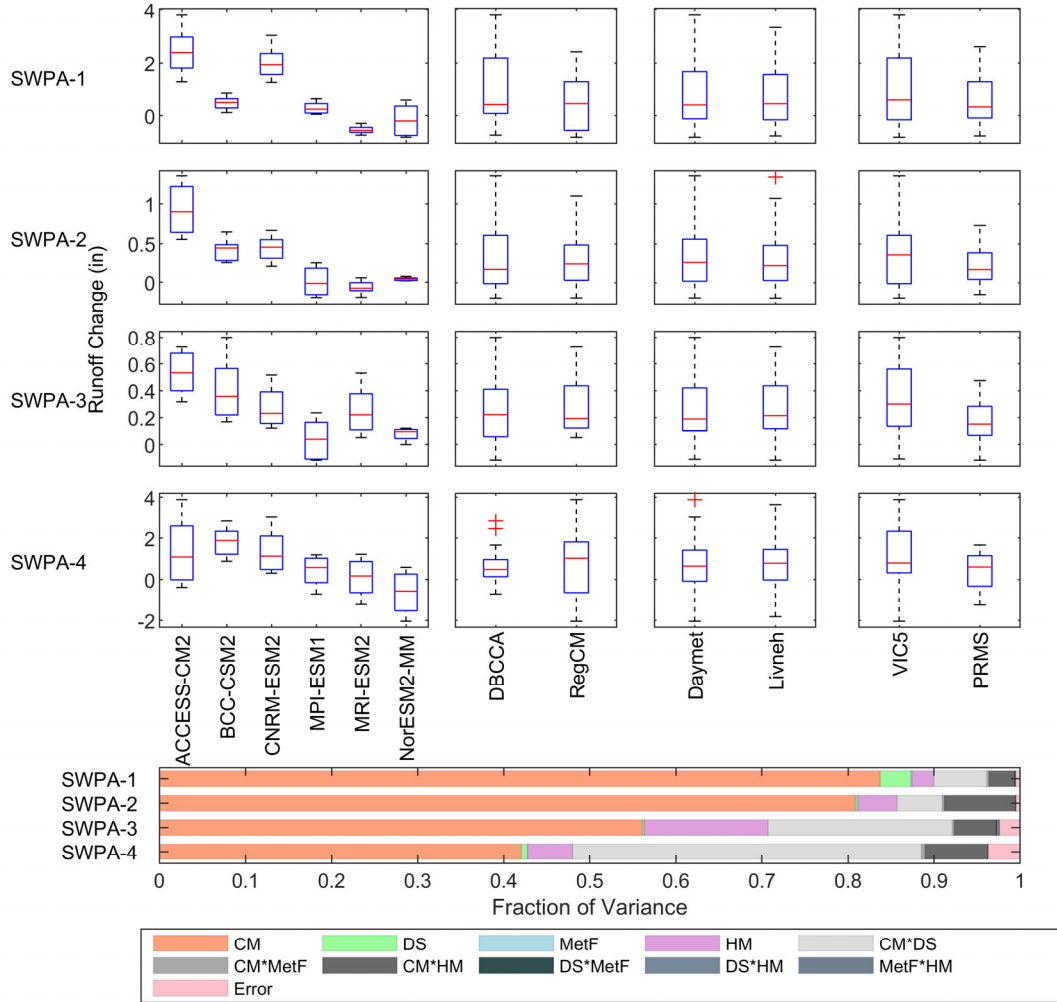 4
2
0
SWPA-1
1
0.5
0
SWPA-2
Runoff Change (in)
0.8
0.6
0.4
0.2
0
SWPA-3
4
2
0
-2
SWPA-4
ACCESS-CM2
BCC-CSM2
CNRM-ESM2
MPI-ESM1
MRI-ESM2
NorESM2-MM
DBCCA
RegCM
Daymet
Livneh
VIC5
PRMS
SWPA-1
SWPA-2
SWPA-3
SWPA-4
0 0.1 0.2 0.3 0.4 0.5 0.6 0.7 0.8 0.9 1
Fraction of Variance
CM DS MetF HM CM*DS
CM*MetF CM*HM DS*MetF DS*HM MetF*HM
Error